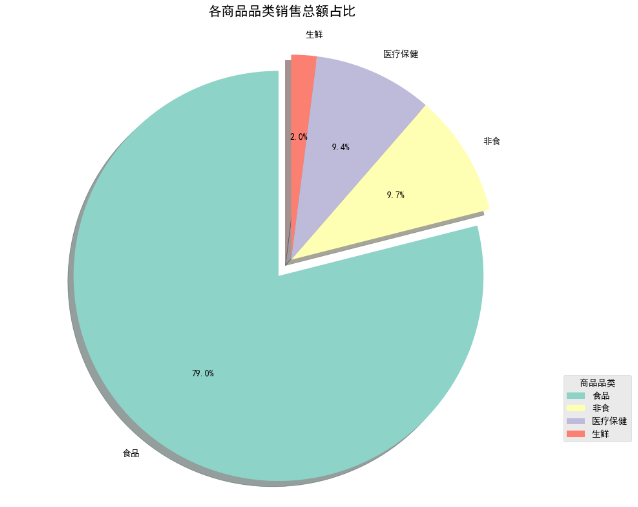 各商品品类销售总额占比
生鲜
医疗保健
2.0%
非食
9.4%
9.7%
79.0%
食品
商品品类
食品
非食
医疗保健
生鲜